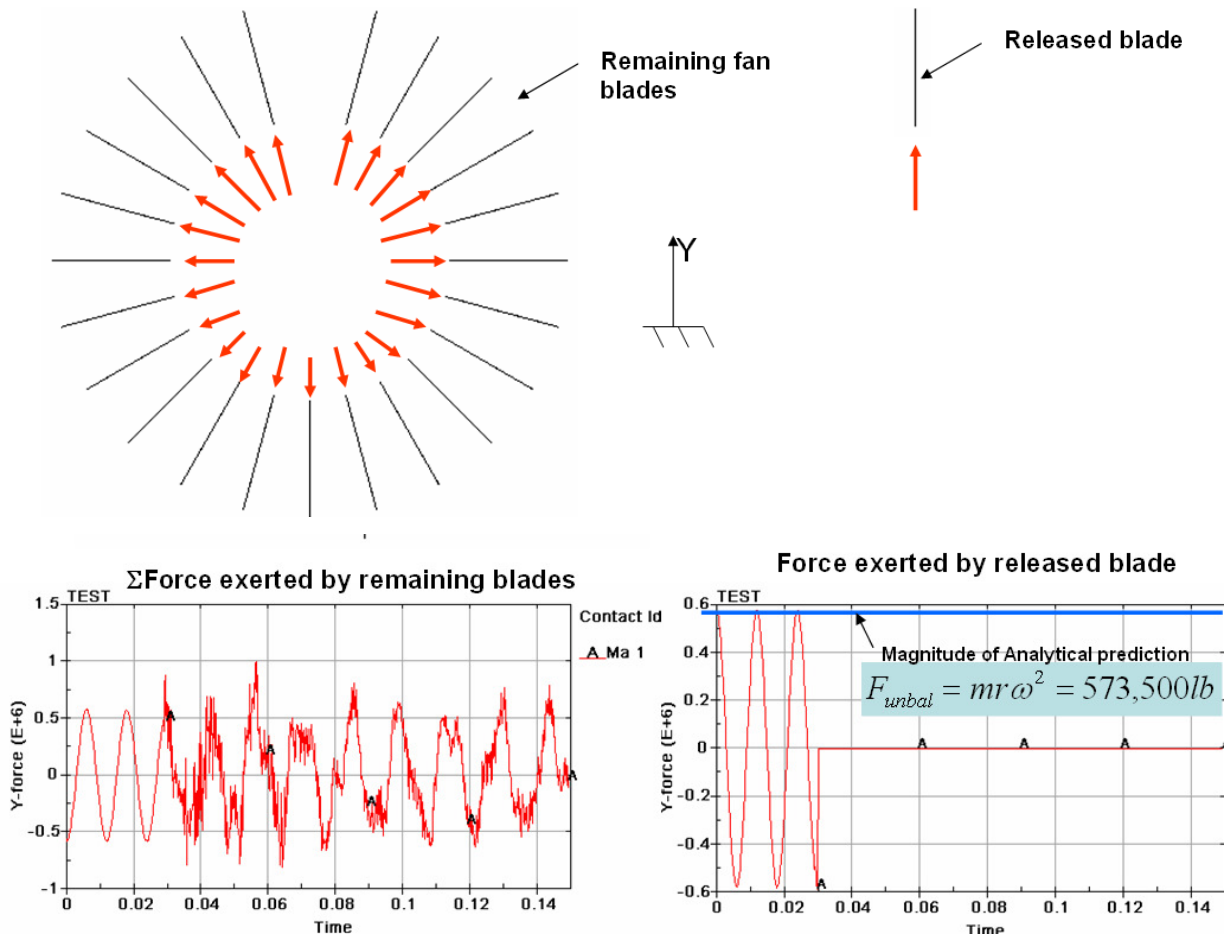 Remaining fan
blades
Released blade
Y
ΣForce exerted by remaining blades
TEST
1.5
1
0.5
0
-0.5
-1
Y-force (E+6)
0 0.02 0.04 0.06 0.08 0.1 0.12 0.14
Time
Contact Id
A Ma 1
A
A
A
A
A
Force exerted by released blade
TEST
0.6
0.4
0.2
0
-0.2
-0.4
-0.6
Y-force (E+6)
0 0.02 0.04 0.06 0.08 0.1 0.12 0.14
Time
Magnitude of Analytical prediction
F_unbal = mrω² = 573,500lb
A
A
A
A